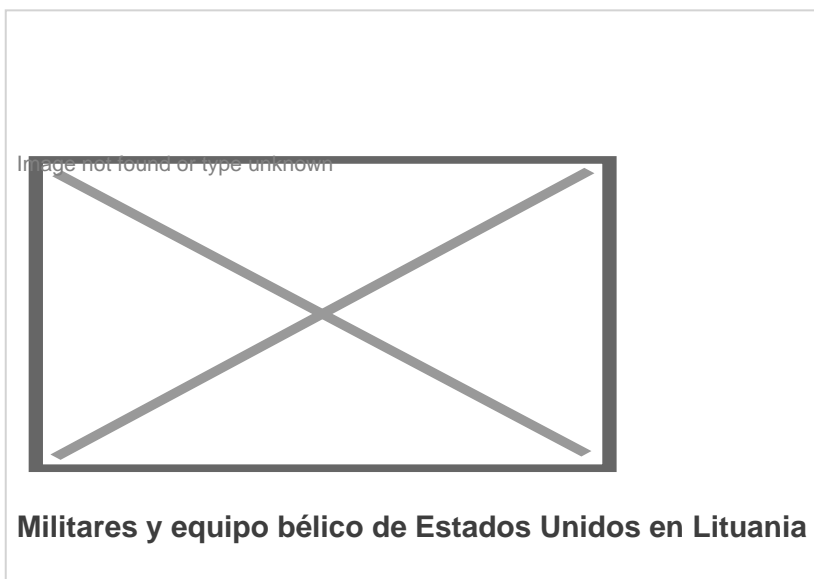 Image not found or type unknown
Militares y equipo bélico de Estados Unidos en Lituania